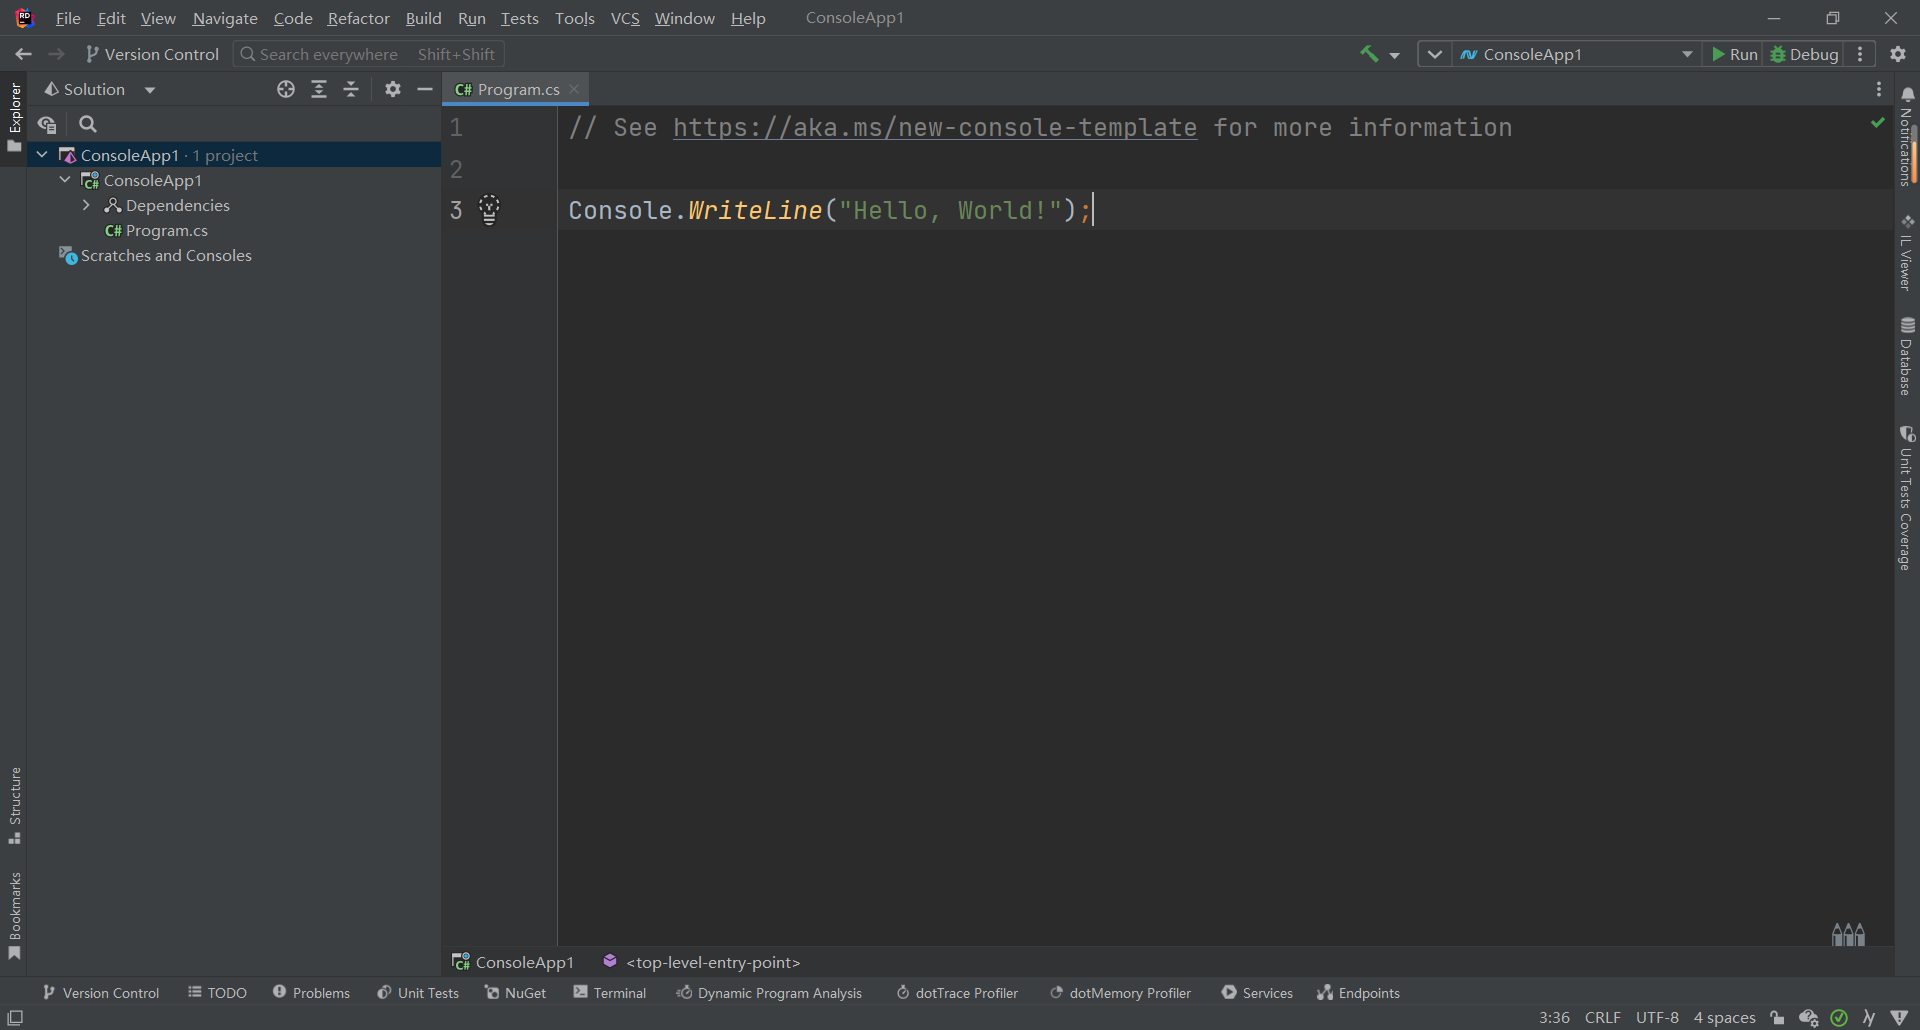 File Edit View Navigate Code Refactor Build Run Tests Tools VCS Window Help ConsoleApp1
Version Control Search everywhere Shift+Shift ConsoleApp1 Run Debug
Solution
Program.cs
ConsoleApp1 · 1 project
ConsoleApp1
Dependencies
C# Program.cs
Scratches and Consoles
1 // See https://aka.ms/new-console-template for more information
2
3 Console.WriteLine("Hello, World!");
Explorer
Structure
Bookmarks
Notifications
IL Viewer
Database
Unit Tests Coverage
ConsoleApp1 <top-level-entry-point>
Version Control TODO Problems Unit Tests NuGet Terminal Dynamic Program Analysis dotTrace Profiler dotMemory Profiler Services Endpoints
3:36 CRLF UTF-8 4 spaces